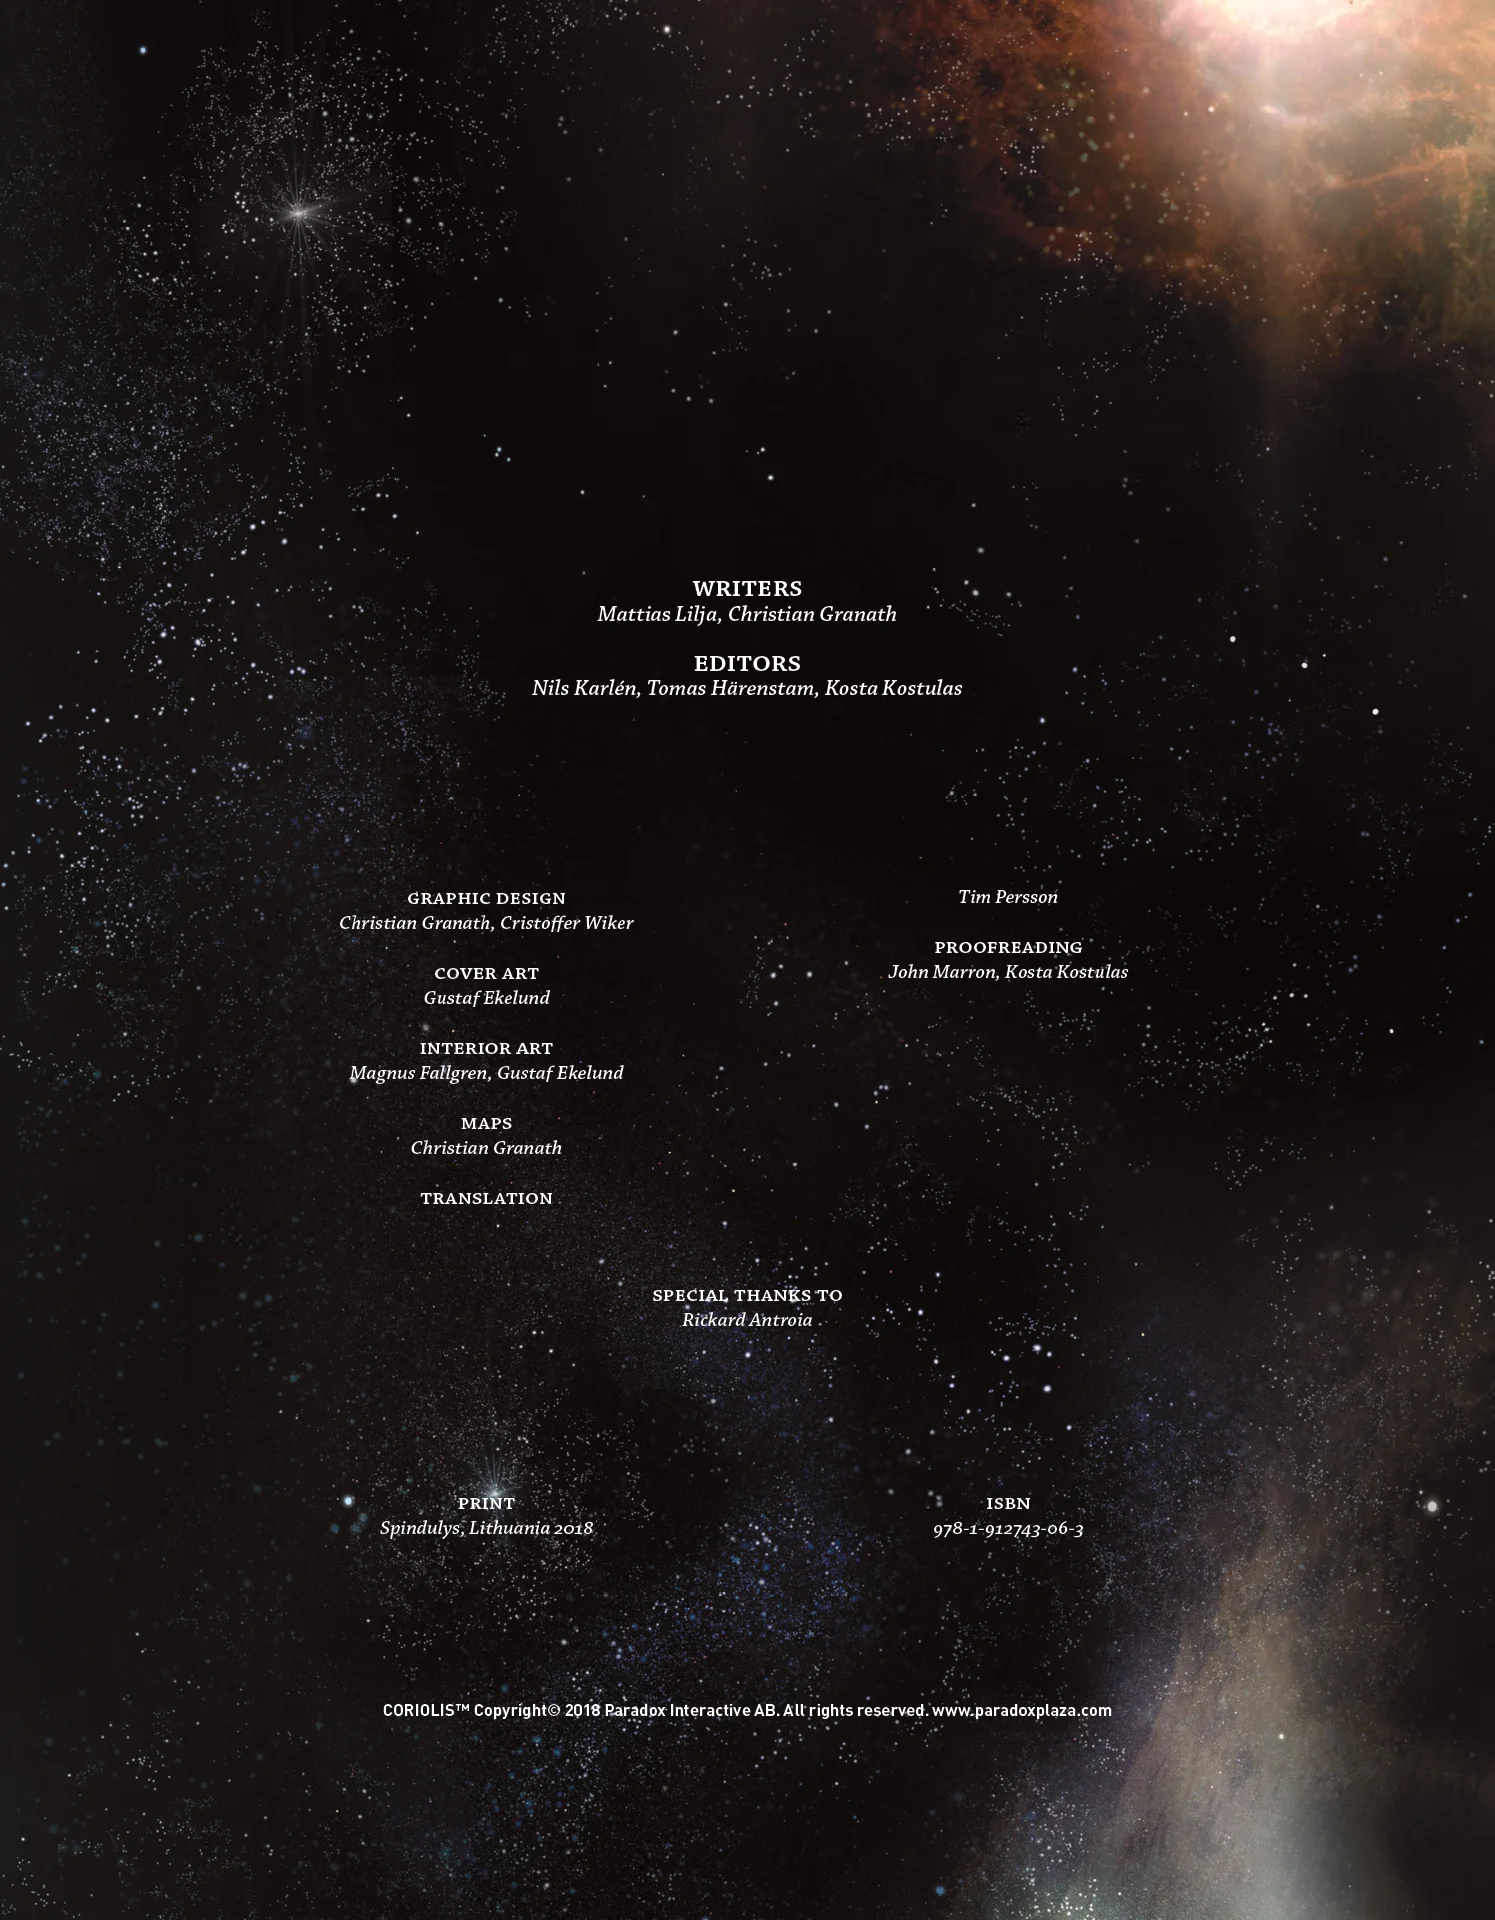 WRITERS
Mattias Lilja, Christian Granath
EDITORS
Nils Karlén, Tomas Härenstam, Kosta Kostulas
GRAPHIC DESIGN
Christian Granath, Cristoffer Wiker
COVER ART
Gustaf Ekelund
INTERIOR ART
Magnus Fallgren, Gustaf Ekelund
MAPS
Christian Granath
TRANSLATION
Tim Persson
PROOFREADING
John Marron, Kosta Kostulas
SPECIAL THANKS TO
Rickard Antroia
PRINT
Spindulys, Lithuania 2018
ISBN
978-1-912743-06-3
CORIOLIS™ Copyright© 2018 Paradox Interactive AB. All rights reserved. www.paradoxplaza.com